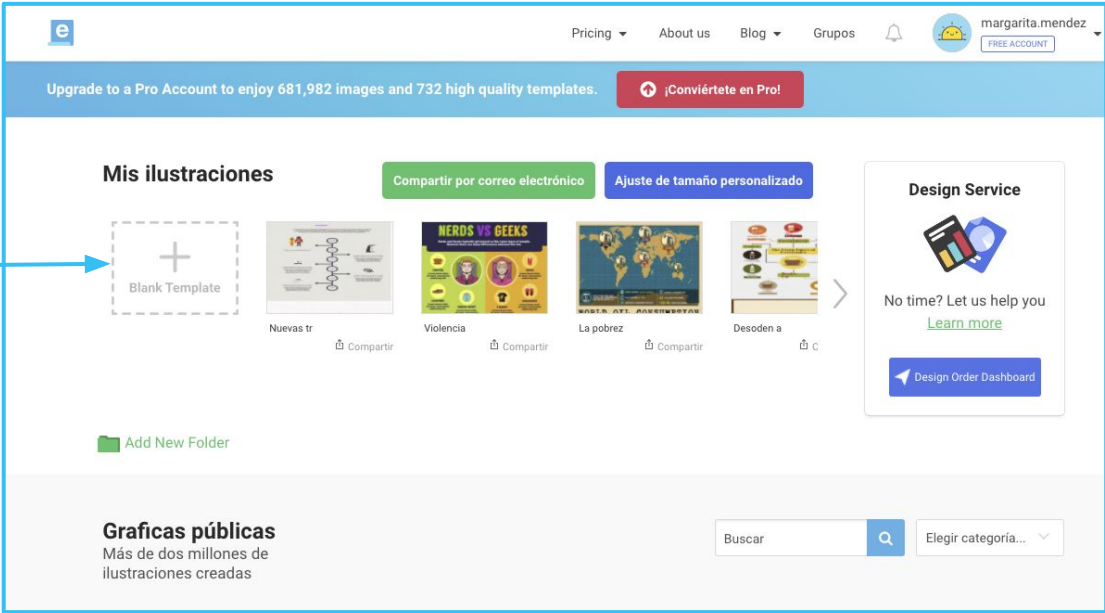 e
Pricing
About us
Blog
Grupos
margarita.mendez
FREE ACCOUNT
Upgrade to a Pro Account to enjoy 681,982 images and 732 high quality templates.
¡Conviértete en Pro!
Mis ilustraciones
Compartir por correo electrónico
Ajuste de tamaño personalizado
Blank Template
NERDS VS GEEKS
WORLD OIL CONSUMPTION
Nuevas tr
Violencia
La pobrez
Desoden a
Compartir
Compartir
Compartir
C
Design Service
No time? Let us help you
Learn more
Design Order Dashboard
Add New Folder
Graficas públicas
Más de dos millones de
ilustraciones creadas
Buscar
Elegir categoría...